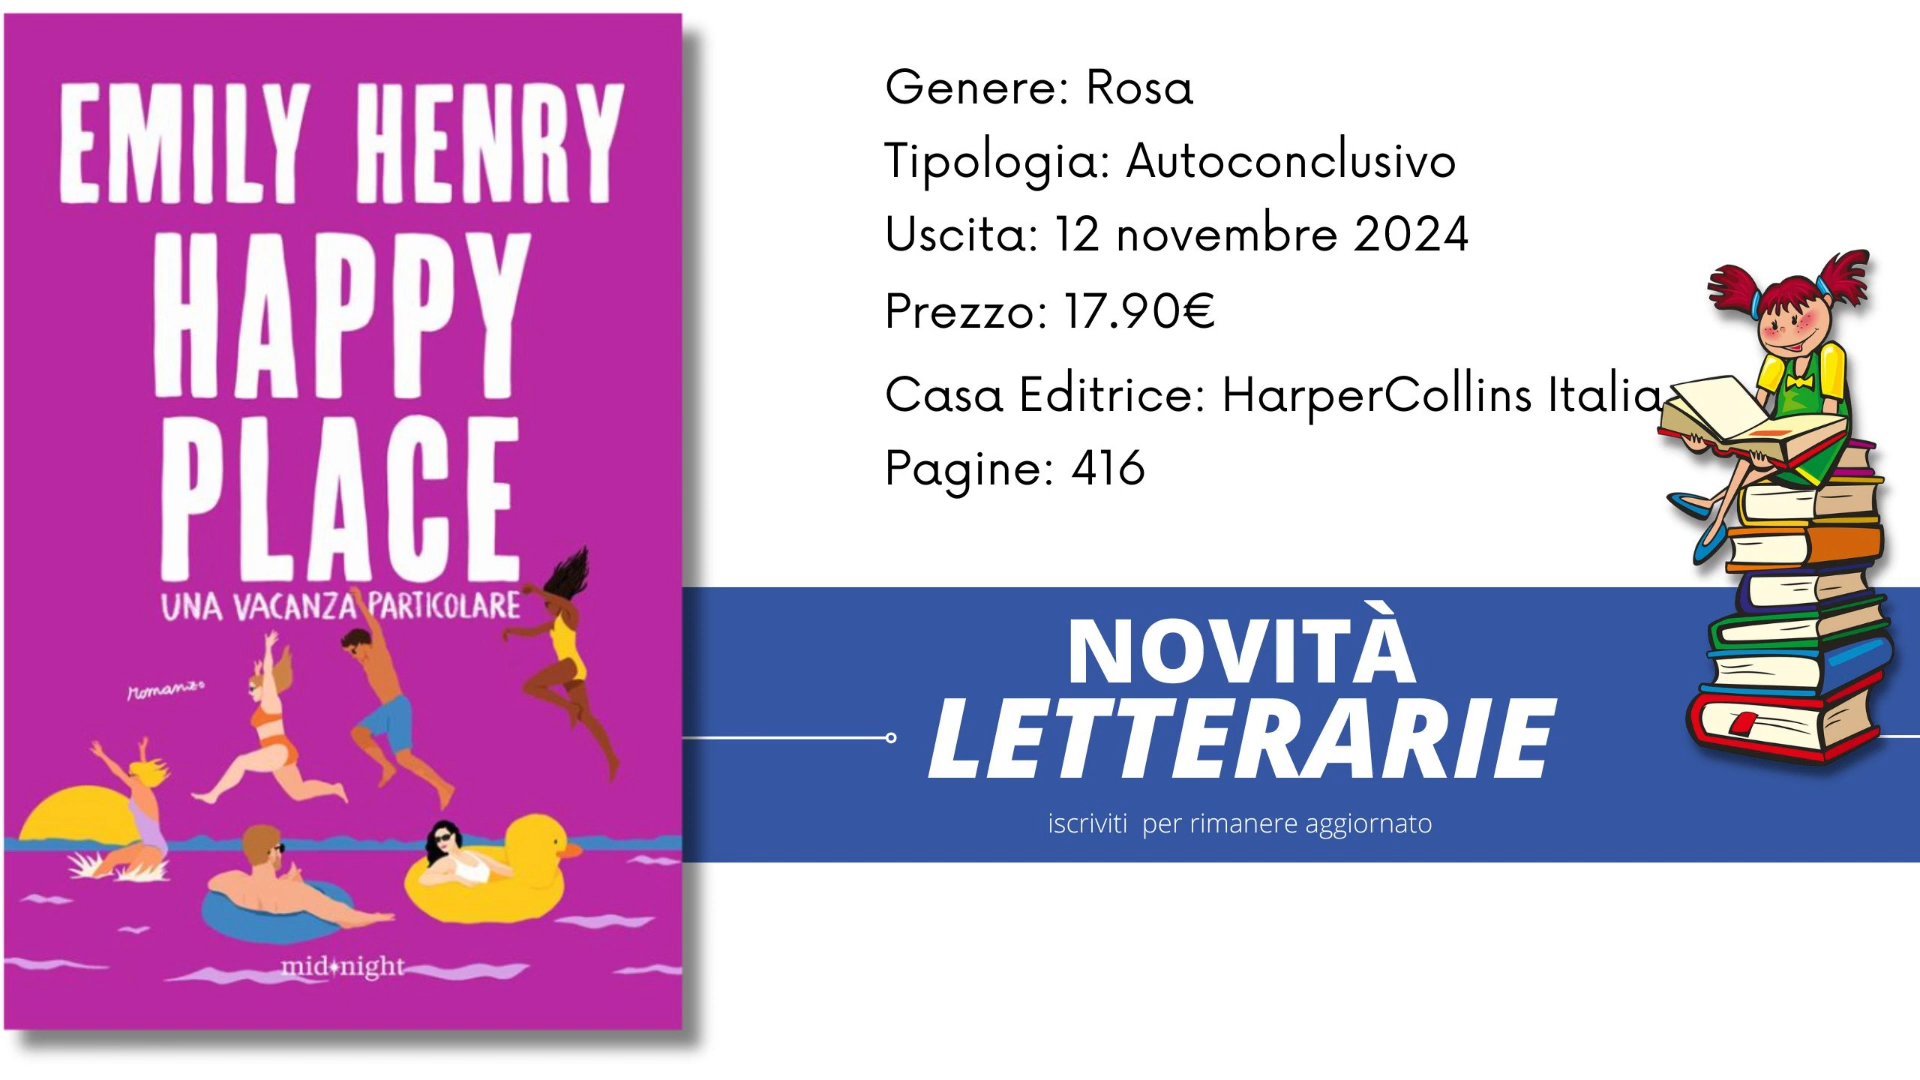 EMILY HENRY
HAPPY
PLACE
UNA VACANZA PARTICOLARE
romanzo
mid✦night
Genere: Rosa
Tipologia: Autoconclusivo
Uscita: 12 novembre 2024
Prezzo: 17.90€
Casa Editrice: HarperCollins Italia
Pagine: 416
NOVITÀ
LETTERARIE
iscriviti per rimanere aggiornato